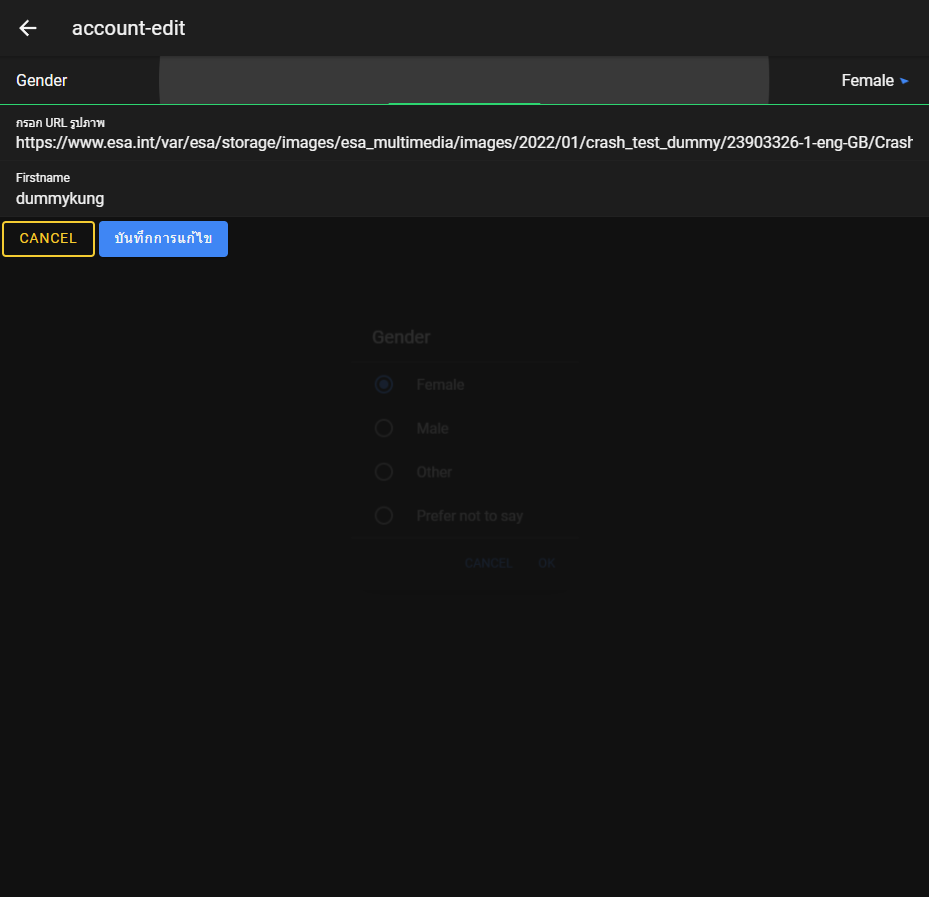 account-edit
Gender Female
กรอก URL รูปภาพ
https://www.esa.int/var/esa/storage/images/esa_multimedia/images/2022/01/crash_test_dummy/23903326-1-eng-GB/Crash
Firstname
dummykung
CANCEL บันทึกการแก้ไข
Gender
Female
Male
Other
Prefer not to say
CANCEL OK